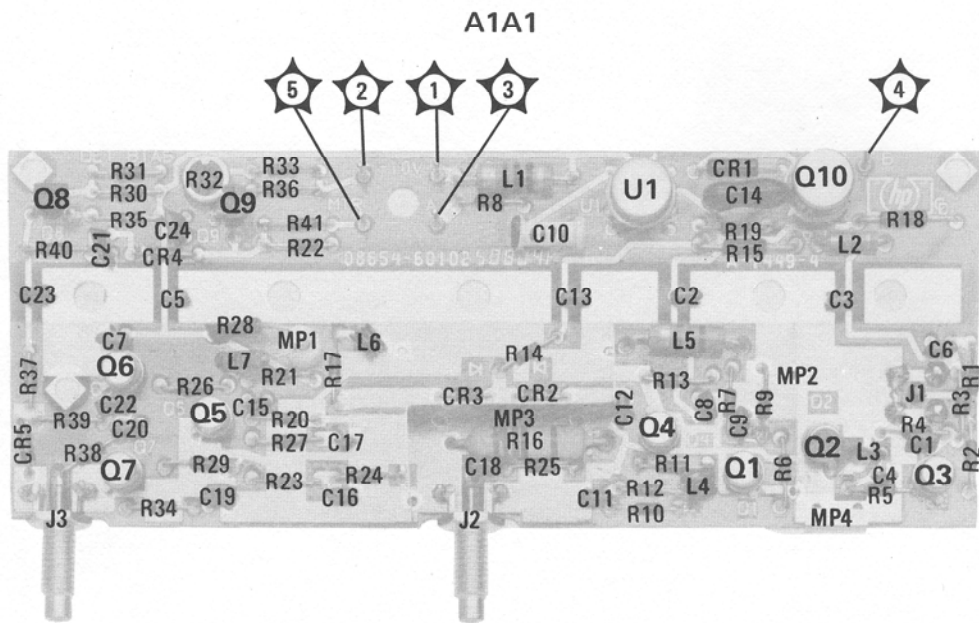 A1A1
5 2 1 3 4
R31 R33 CR1
R30 R32 R36 L1 U1 C14 Q10
Q8 Q9 R8 hp
R35 R41 C10 R19 R18
C24 R22 R15 L2
R40 C21 CR4 08654-60102
C23 C5 C13 C2 C3
C7 R28 MP1 L6 L5 C6
Q6 L7 R14
R37 R26 R21 R17 R13 MP2 J1 R1
CR3 CR2 C12 C8 R7 R9 R3
C22 Q5 C15 MP3
R39 C20 R20 Q4 C9 R4
CR5 R27 C17 R16 Q2 L3 C1
R38 Q7 R29 C18 R25 R11 Q1 R6 C4 Q3 R2
R23 R24 L4
C19 C16 C11 R12 R5
R34 R10
J3 J2 MP4